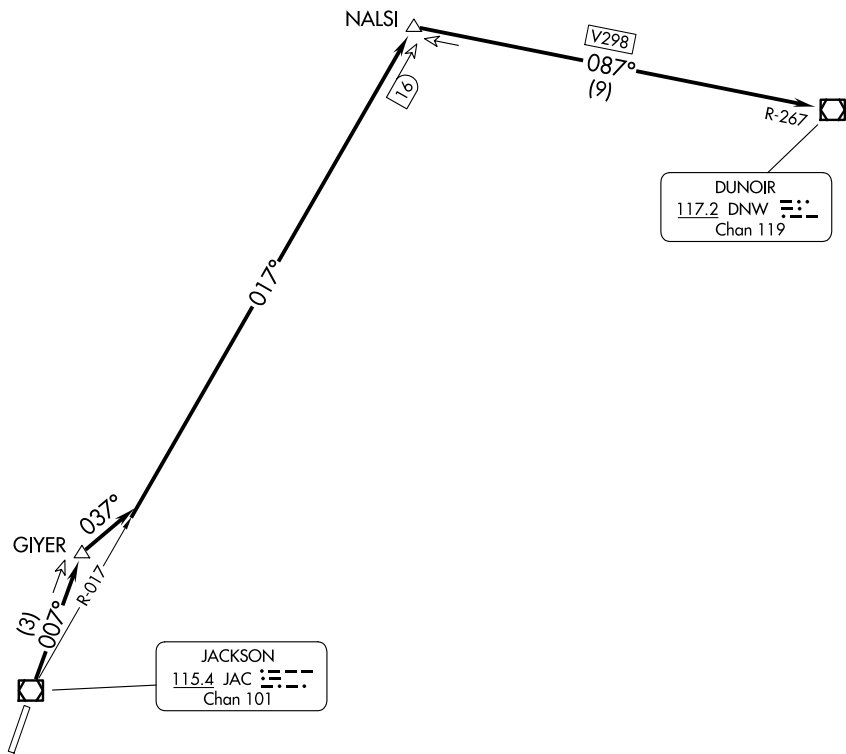 NALSI
V298
087°
(9)
16
R-267
DUNOIR
117.2 DNW
Chan 119
017°
037°
GIYER
R-017
(3)
007°
JACKSON
115.4 JAC
Chan 101